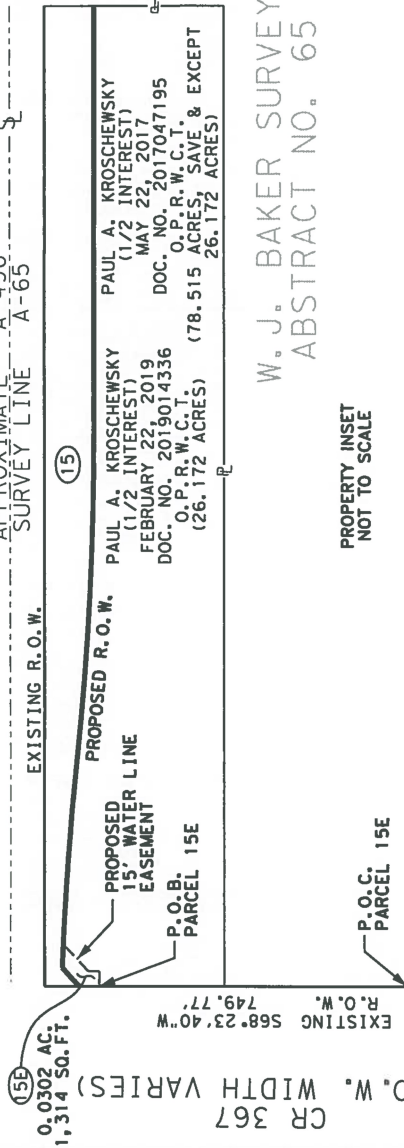 APPROXIMATE
SURVEY LINE A-65
EXISTING R.O.W.
15
PROPOSED R.O.W.
PAUL A. KROSCHEWSKY
(1/2 INTEREST)
FEBRUARY 22, 2019
DOC. NO. 2019014336
O.P.R.W.C.T.
(26.172 ACRES)
PAUL A. KROSCHEWSKY
(1/2 INTEREST)
MAY 22, 2017
DOC. NO. 2017047195
O.P.R.W.C.T.
(78.515 ACRES, SAVE & EXCEPT
26.172 ACRES)
15E
0.0302 AC.
1,314 SQ.FT.
PROPOSED
15' WATER LINE
EASEMENT
P.O.B.
PARCEL 15E
W.J. BAKER SURVEY
ABSTRACT NO. 65
PROPERTY INSET
NOT TO SCALE
P.O.C.
PARCEL 15E
EXISTING
R.O.W.
S68°23'40"W
749.77'
CR 367
O.W. WIDTH VARIES)